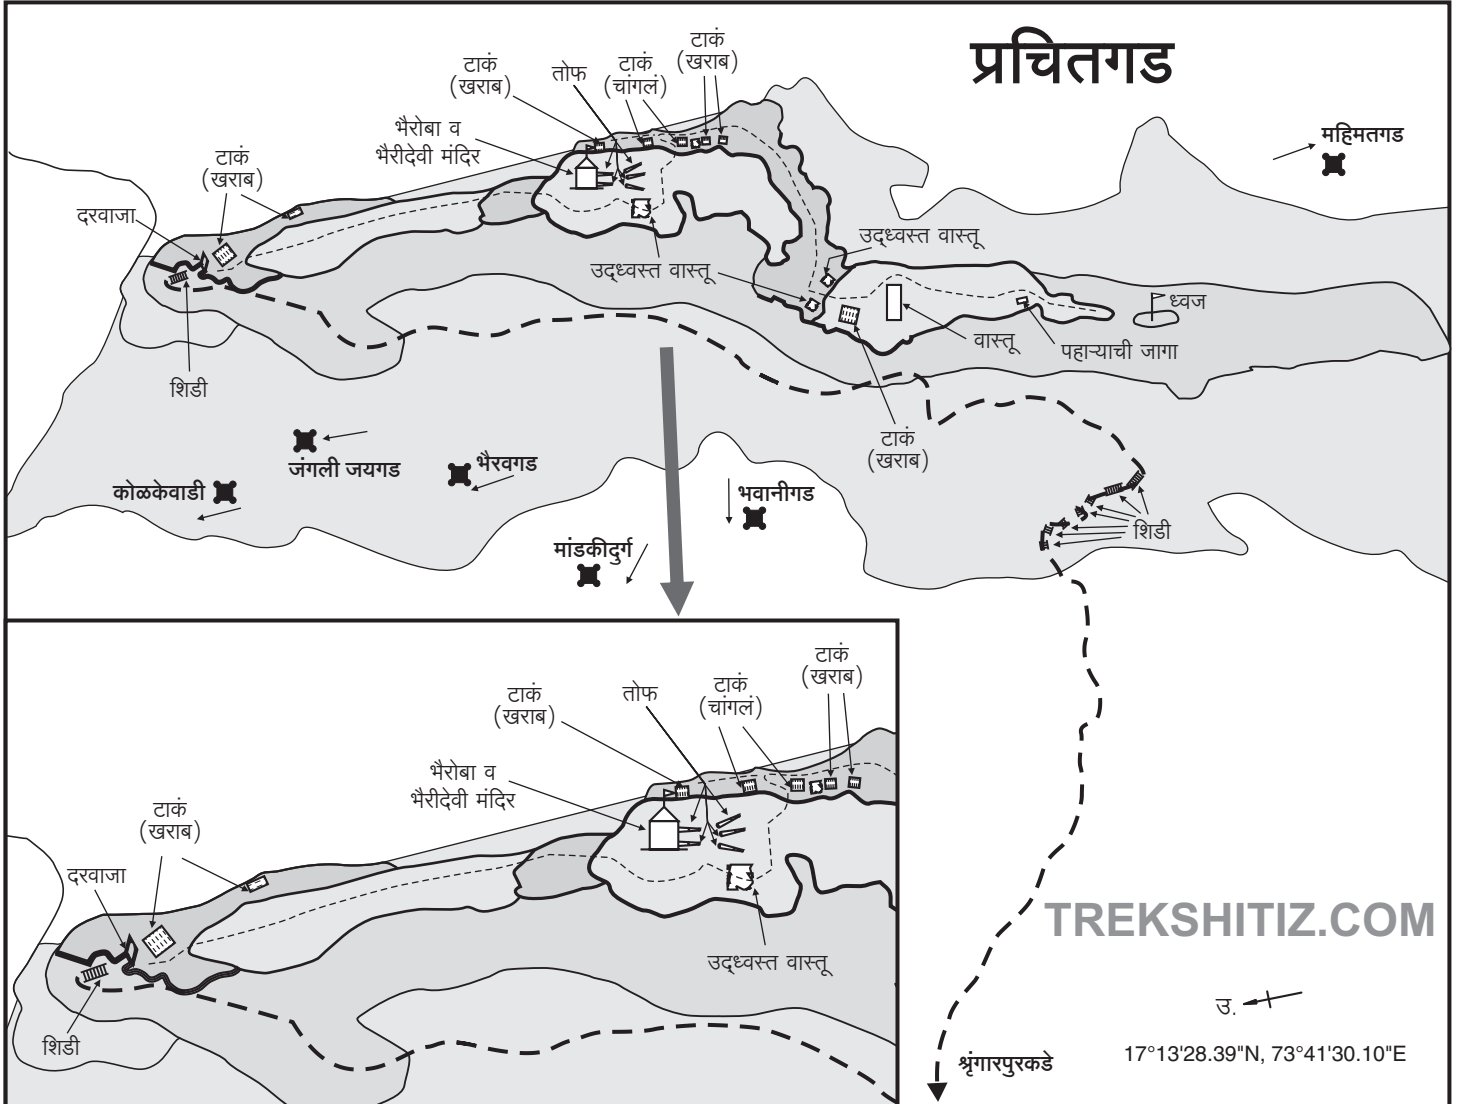 प्रचितगड
टाकं
(खराब)
तोफ
टाकं
(चांगलं)
टाकं
(खराब)
भैरोबा व
भैरीदेवी मंदिर
महिमतगड
टाकं
(खराब)
दरवाजा
उद्ध्वस्त वास्तू
उद्ध्वस्त वास्तू
ध्वज
वास्तू
पहाऱ्याची जागा
शिडी
टाकं
(खराब)
जंगली जयगड
भैरवगड
कोळकेवाडी
भवानीगड
मांडकीदुर्ग
शिडी
टाकं
(खराब)
तोफ
टाकं
(चांगलं)
टाकं
(खराब)
भैरोबा व
भैरीदेवी मंदिर
टाकं
(खराब)
दरवाजा
उद्ध्वस्त वास्तू
शिडी
TREKSHITIZ.COM
उ.
श्रृंगारपुरकडे
17°13'28.39"N, 73°41'30.10"E